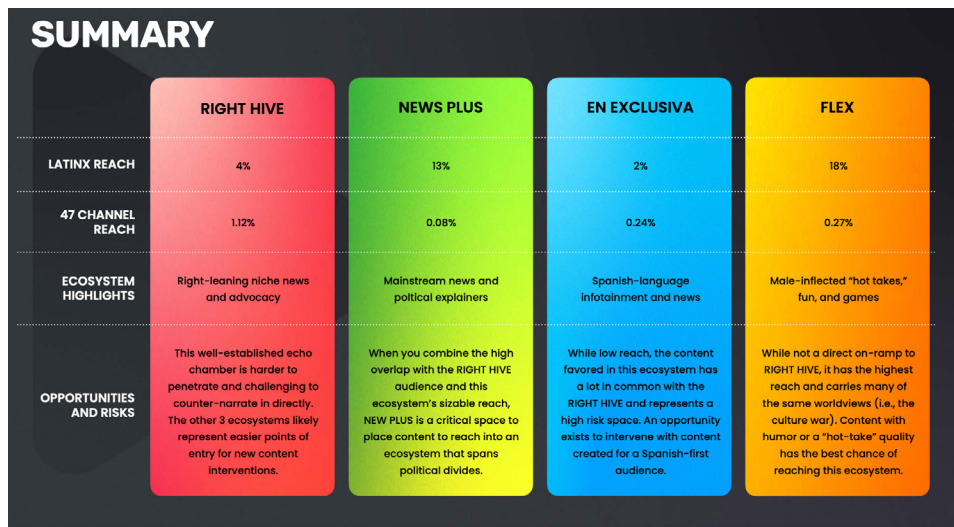 SUMMARY
RIGHT HIVE
NEWS PLUS
EN EXCLUSIVA
FLEX
LATINX REACH
4%
13%
2%
18%
47 CHANNEL
REACH
1.12%
0.08%
0.24%
0.27%
ECOSYSTEM
HIGHLIGHTS
Right-leaning niche news
and advocacy
Mainstream news and
poltical explainers
Spanish-language
infotainment and news
Male-inflected “hot takes,”
fun, and games
OPPORTUNITIES
AND RISKS
This well-established echo
chamber is harder to
penetrate and challenging to
counter-narrate in directly.
The other 3 ecosystems likely
represent easier points of
entry for new content
interventions.
When you combine the high
overlap with the RIGHT HIVE
audience and this
ecosystem’s sizable reach,
NEW PLUS is a critical space to
place content to reach into an
ecosystem that spans
political divides.
While low reach, the content
favored in this ecosystem has
a lot in common with the
RIGHT HIVE and represents a
high risk space. An opportunity
exists to intervene with content
created for a Spanish-first
audience.
While not a direct on-ramp to
RIGHT HIVE, it has the highest
reach and carries many of
the same worldviews (i.e., the
culture war). Content with
humor or a “hot-take” quality
has the best chance of
reaching this ecosystem.